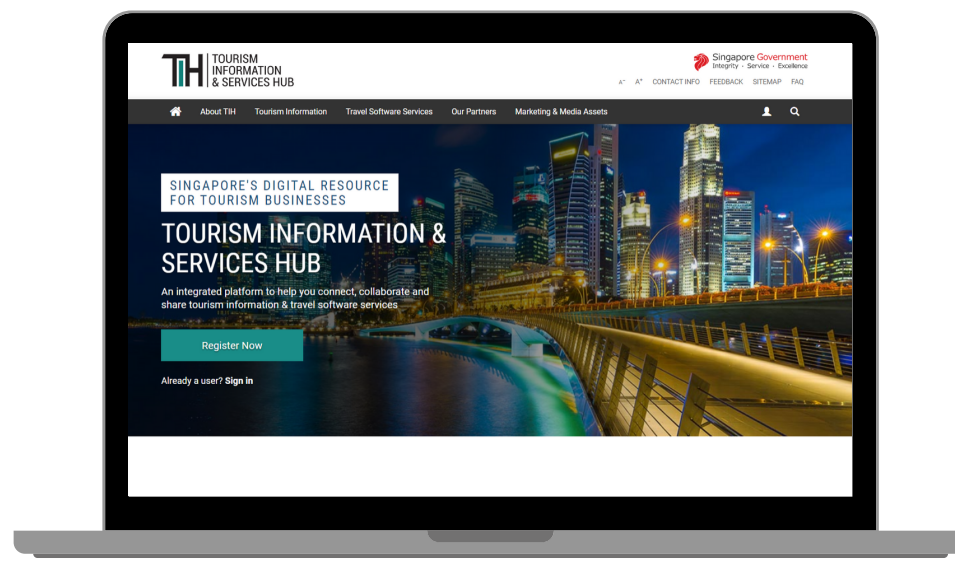 TIH
TOURISM
INFORMATION
& SERVICES HUB
Singapore Government
Integrity · Service · Excellence
A⁻ A⁺ CONTACT INFO FEEDBACK SITEMAP FAQ
About TIH Tourism Information Travel Software Services Our Partners Marketing & Media Assets
SINGAPORE'S DIGITAL RESOURCE
FOR TOURISM BUSINESSES
TOURISM INFORMATION &
SERVICES HUB
An integrated platform to help you connect, collaborate and
share tourism information & travel software services
Register Now
Already a user? Sign in